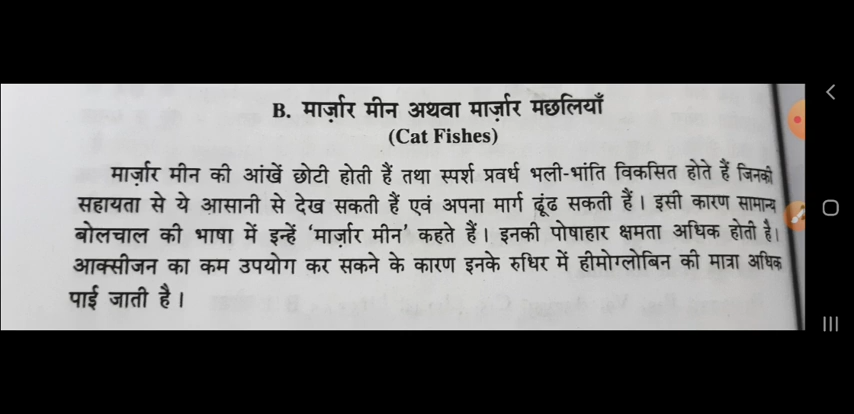 B. मार्ज़ार मीन अथवा मार्ज़ार मछलियाँ
(Cat Fishes)
मार्ज़ार मीन की आंखें छोटी होती हैं तथा स्पर्श प्रवर्ध भली-भांति विकसित होते हैं जिनकी
सहायता से ये आसानी से देख सकती हैं एवं अपना मार्ग ढूंढ सकती हैं। इसी कारण सामान्य
बोलचाल की भाषा में इन्हें 'मार्ज़ार मीन' कहते हैं। इनकी पोषाहार क्षमता अधिक होती है।
आक्सीजन का कम उपयोग कर सकने के कारण इनके रुधिर में हीमोग्लोबिन की मात्रा अधिक
पाई जाती है।